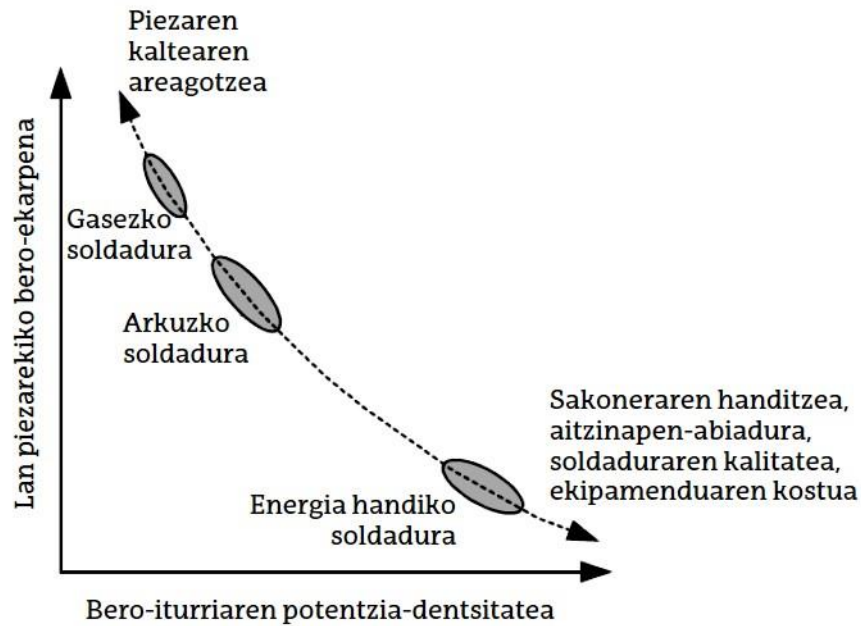 Piezaren
kaltearen
areagotzea
Lan piezarekiko bero-ekarpena
Gasezko
soldadura
Arkuzko
soldadura
Sakoneraren handitzea,
aitzinapen-abiadura,
soldaduraren kalitatea,
ekipamenduaren kostua
Energia handiko
soldadura
Bero-iturriaren potentzia-dentsitatea